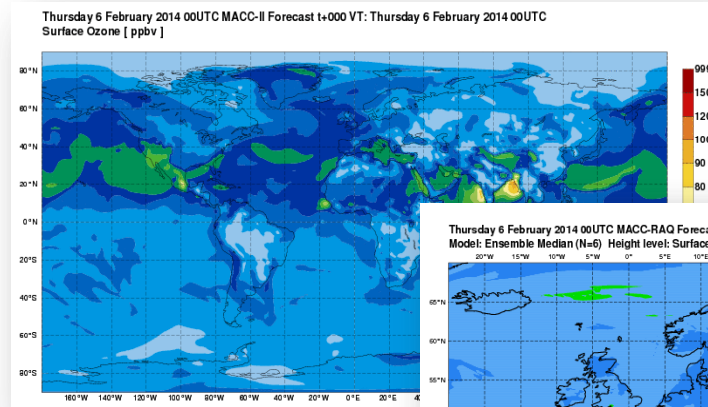 Thursday 6 February 2014 00UTC MACC-II Forecast t+000 VT: Thursday 6 February 2014 00UTC
Surface Ozone [ ppbv ]
80°N
60°N
40°N
20°N
0°N
20°S
40°S
60°S
80°S
160°W 140°W 120°W 100°W 80°W 60°W 40°W 20°W 0°E 20°E
100
90
80
Thursday 6 February 2014 00UTC MACC-RAQ Foreca
Model: Ensemble Median (N=6) Height level: Surface
20°W 15°W 10°W 5°W 0° 5°E 10°E
65°N
60°N
55°N